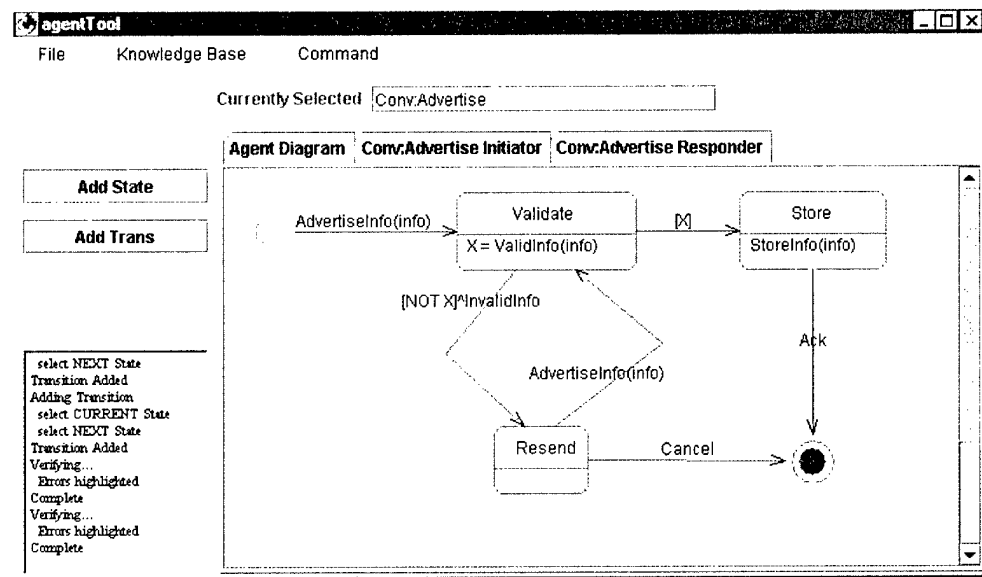 agentTool
File Knowledge Base Command
Currently Selected Conv:Advertise
Agent Diagram Conv:Advertise Initiator Conv:Advertise Responder
Add State
Add Trans
AdvertiseInfo(info)
Validate
X = ValidInfo(info)
[X]
Store
StoreInfo(info)
[NOT X]^InvalidInfo
AdvertiseInfo(info)
Ack
Resend
Cancel
select NEXT State
Transition Added
Adding Transition
select CURRENT State
select NEXT State
Transition Added
Verifying...
Errors highlighted
Complete
Verifying...
Errors highlighted
Complete